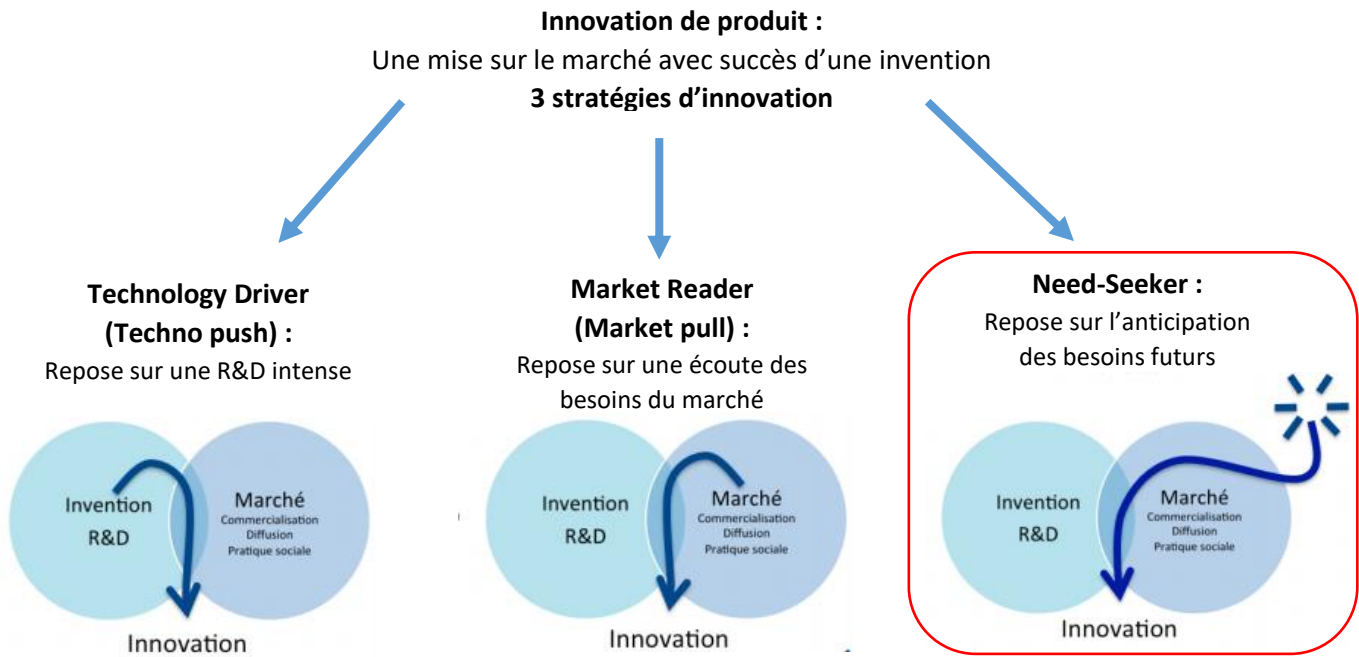 Innovation de produit :
Une mise sur le marché avec succès d’une invention
3 stratégies d’innovation
Technology Driver
(Techno push) :
Repose sur une R&D intense
Invention
R&D
Marché
Commercialisation
Diffusion
Pratique sociale
Innovation
Market Reader
(Market pull) :
Repose sur une écoute des
besoins du marché
Invention
R&D
Marché
Commercialisation
Diffusion
Pratique sociale
Innovation
Need-Seeker :
Repose sur l’anticipation
des besoins futurs
Invention
R&D
Marché
Commercialisation
Diffusion
Pratique sociale
Innovation